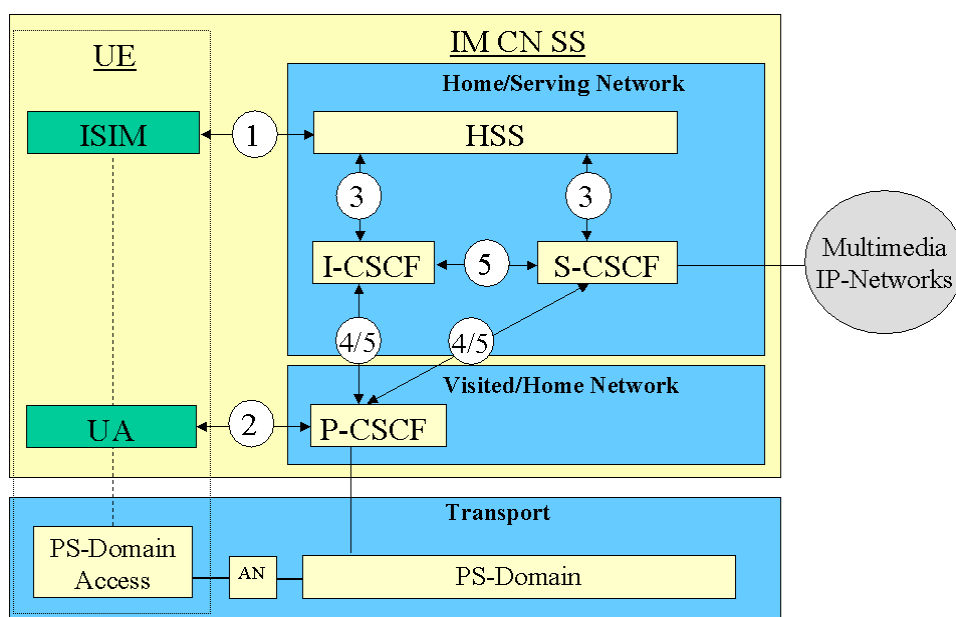 IM CN SS
UE
Home/Serving Network
ISIM
1
HSS
3
3
I-CSCF
5
S-CSCF
Multimedia
IP-Networks
4/5
4/5
Visited/Home Network
UA
2
P-CSCF
Transport
PS-Domain
Access
AN
PS-Domain